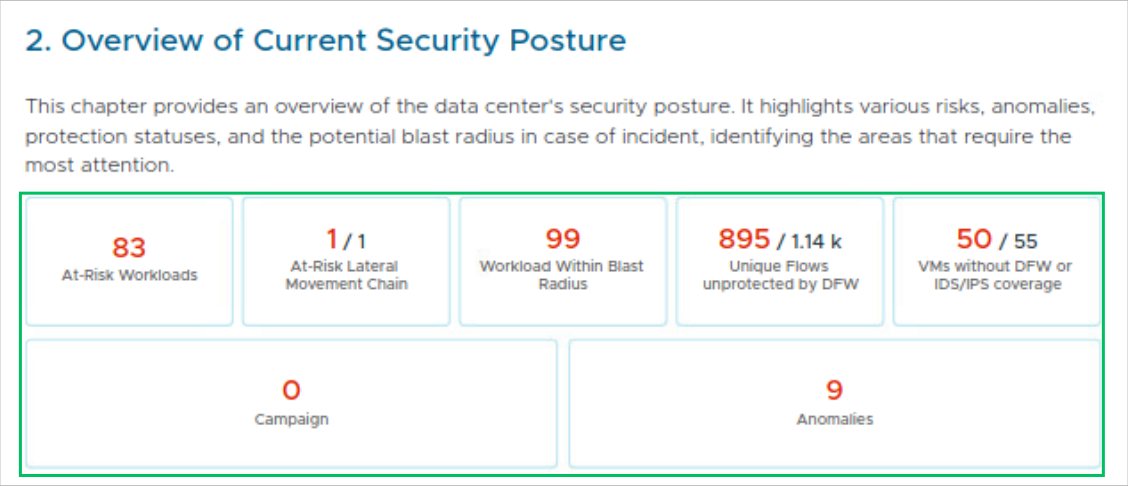 2. Overview of Current Security Posture
This chapter provides an overview of the data center's security posture. It highlights various risks, anomalies,
protection statuses, and the potential blast radius in case of incident, identifying the areas that require the
most attention.
83
At-Risk Workloads
1 / 1
At-Risk Lateral
Movement Chain
99
Workload Within Blast
Radius
895 / 1.14 k
Unique Flows
unprotected by DFW
50 / 55
VMs without DFW or
IDS/IPS coverage
0
Campaign
9
Anomalies